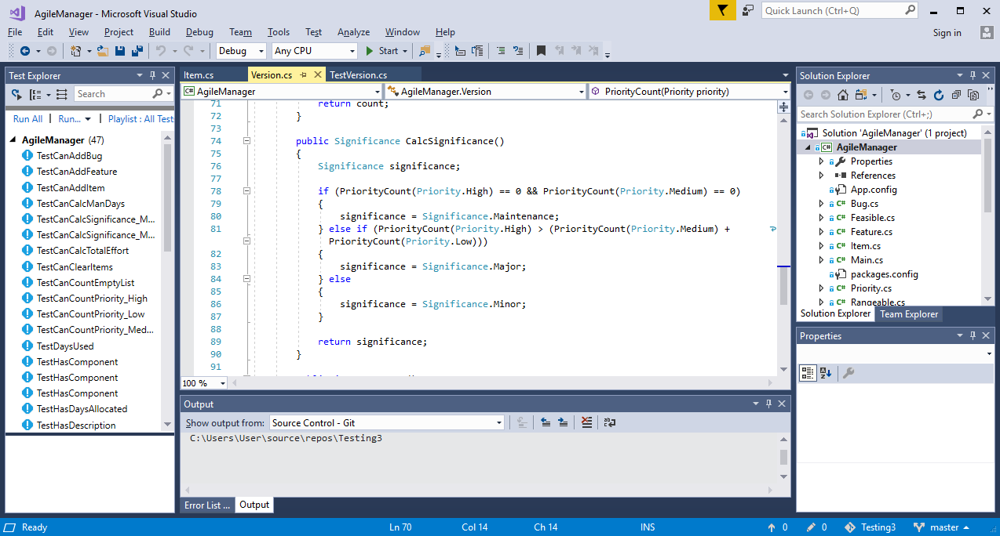 AgileManager - Microsoft Visual Studio
Quick Launch (Ctrl+Q)
File Edit View Project Build Debug Team Tools Test Analyze Window Help
Sign in
Debug Any CPU Start
Test Explorer
Search
Run All | Run... | Playlist : All Test
AgileManager (47)
TestCanAddBug
TestCanAddFeature
TestCanAddItem
TestCanCalcManDays
TestCanCalcSignificance_M...
TestCanCalcSignificance_M...
TestCanCalcTotalEffort
TestCanClearItems
TestCanCountEmptyList
TestCanCountPriority_High
TestCanCountPriority_Low
TestCanCountPriority_Med...
TestDaysUsed
TestHasComponent
TestHasComponent
TestHasComponent
TestHasDaysAllocated
TestHasDescription
Item.cs Version.cs TestVersion.cs
C# AgileManager AgileManager.Version PriorityCount(Priority priority)
71 return count;
72 }
73
74 public Significance CalcSignificance()
75 {
76 Significance significance;
77
78 if (PriorityCount(Priority.High) == 0 && PriorityCount(Priority.Medium) == 0)
79 {
80 significance = Significance.Maintenance;
81 } else if (PriorityCount(Priority.High) > (PriorityCount(Priority.Medium) +
PriorityCount(Priority.Low)))
82 {
83 significance = Significance.Major;
84 } else
85 {
86 significance = Significance.Minor;
87 }
88
89 return significance;
90 }
91
100 %
Output
Show output from: Source Control - Git
C:\Users\User\source\repos\Testing3
Error List ... Output
Solution Explorer
Search Solution Explorer (Ctrl+;)
Solution 'AgileManager' (1 project)
C# AgileManager
Properties
References
App.config
C# Bug.cs
C# Feasible.cs
C# Feature.cs
C# Item.cs
C# Main.cs
packages.config
C# Priority.cs
C# Rangeable.cs
Solution Explorer Team Explorer
Properties
Ready Ln 70 Col 14 Ch 14 INS 0 0 Testing3 master